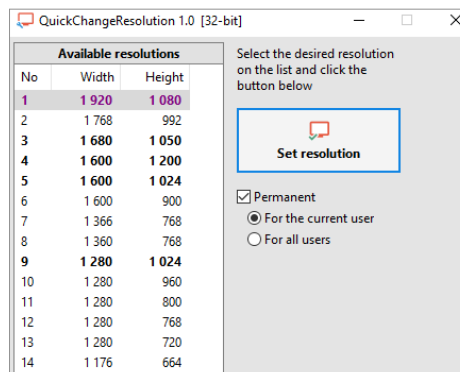 QuickChangeResolution 1.0 [32-bit]
Available resolutions
No Width Height
1 1 920 1 080
2 1 768 992
3 1 680 1 050
4 1 600 1 200
5 1 600 1 024
6 1 600 900
7 1 366 768
8 1 360 768
9 1 280 1 024
10 1 280 960
11 1 280 800
12 1 280 768
13 1 280 720
14 1 176 664
Select the desired resolution
on the list and click the
button below
Set resolution
Permanent
For the current user
For all users